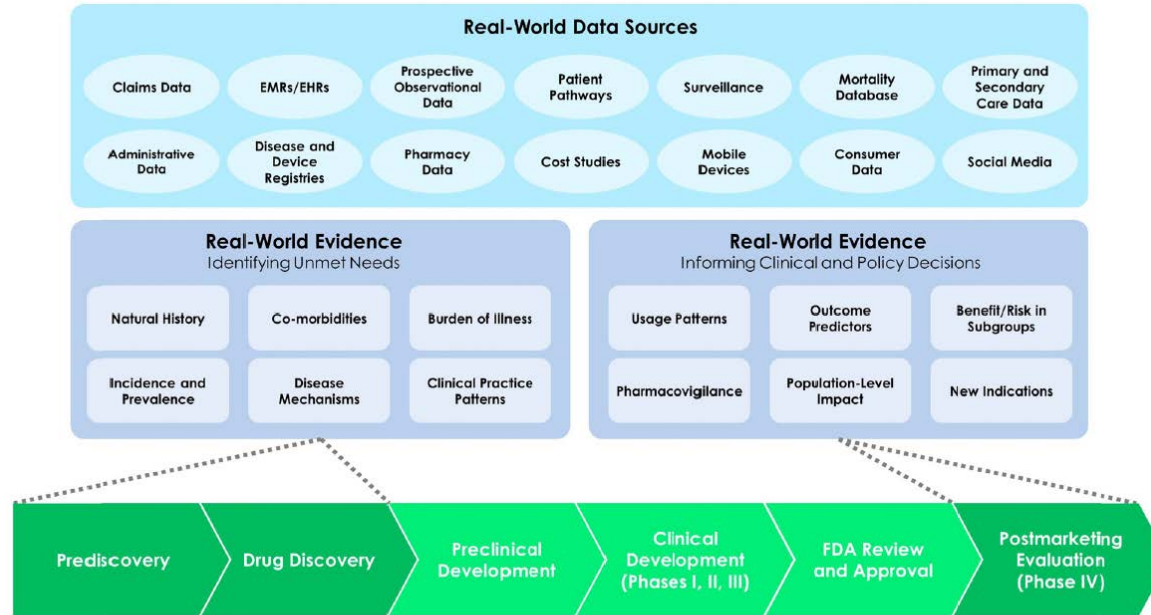 Real-World Data Sources
Claims Data
EMRs/EHRs
Prospective
Observational
Data
Patient
Pathways
Surveillance
Mortality
Database
Primary and
Secondary
Care Data
Administrative
Data
Disease and
Device
Registries
Pharmacy
Data
Cost Studies
Mobile
Devices
Consumer
Data
Social Media
Real-World Evidence
Identifying Unmet Needs
Natural History
Co-morbidities
Burden of Illness
Incidence and
Prevalence
Disease
Mechanisms
Clinical Practice
Patterns
Real-World Evidence
Informing Clinical and Policy Decisions
Usage Patterns
Outcome
Predictors
Benefit/Risk in
Subgroups
Pharmacovigilance
Population-Level
Impact
New Indications
Prediscovery
Drug Discovery
Preclinical
Development
Clinical
Development
(Phases I, II, III)
FDA Review
and Approval
Postmarketing
Evaluation
(Phase IV)